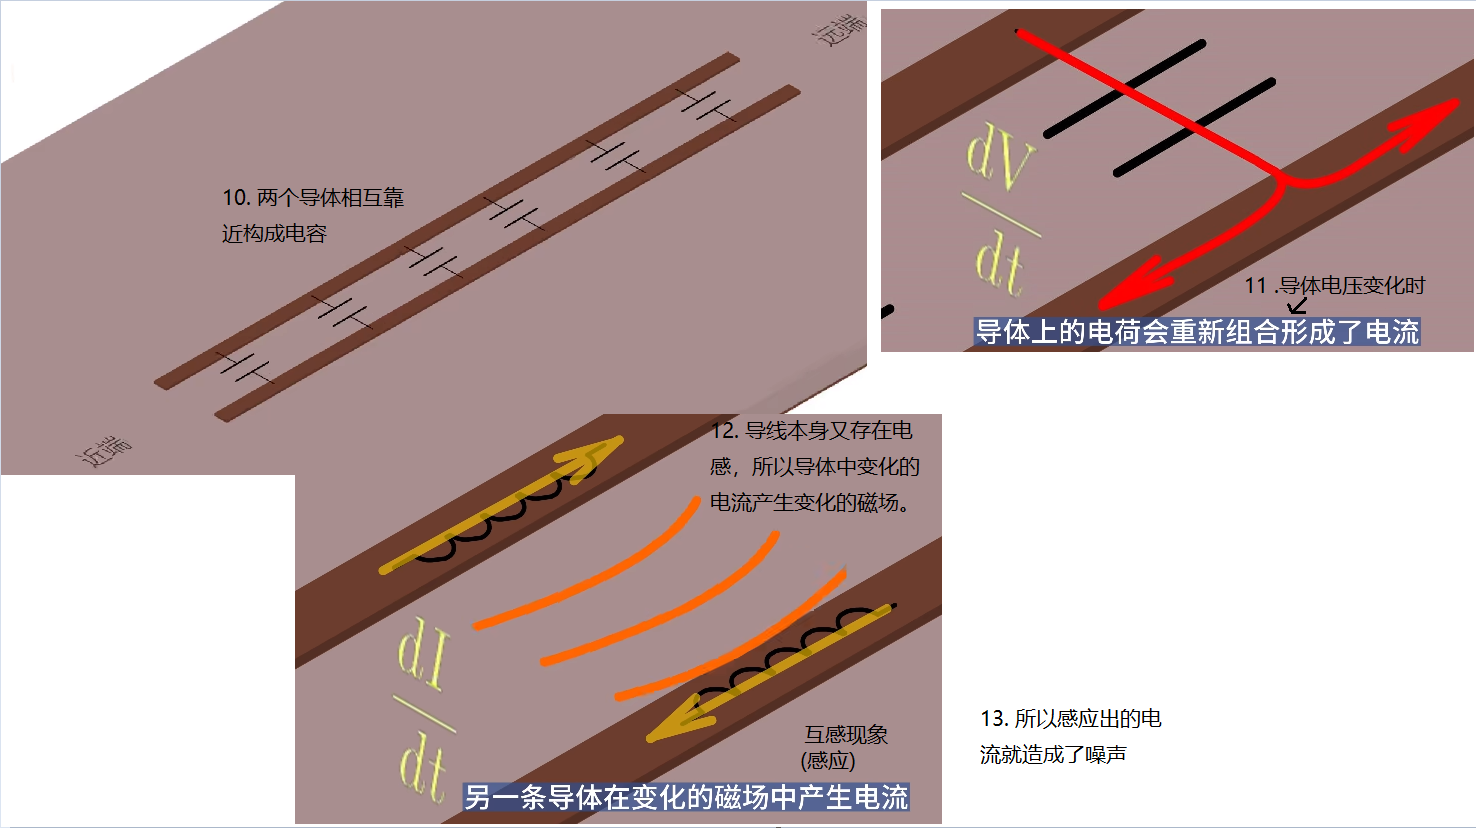 远端
10. 两个导体相互靠
近构成电容
近端
dV
dt
11 .导体电压变化时
导体上的电荷会重新组合形成了电流
12. 导线本身又存在电
感，所以导体中变化的
电流产生变化的磁场。
dI
dt
互感现象
(感应)
另一条导体在变化的磁场中产生电流
13. 所以感应出的电
流就造成了噪声